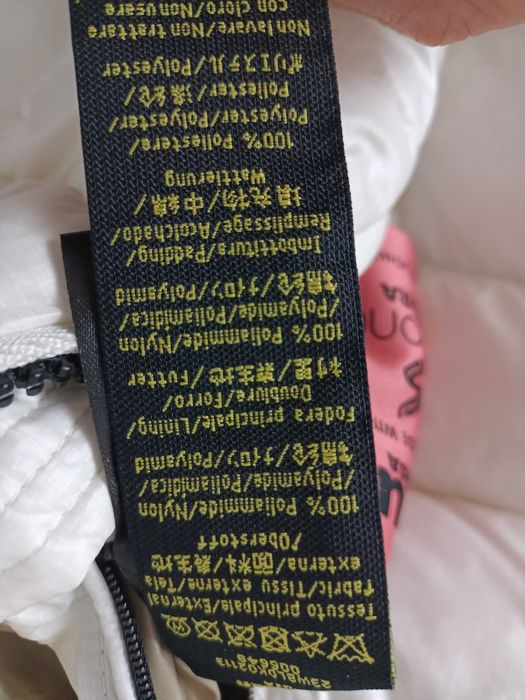 Tessuto principale/External
Fabric/Tissu externe/Tela
externa/面料/表生地
/Oberstoff
100% Poliammide/Nylon
/Polyamide/Poliamidica/
锦纶/ナイロン/Polyamid
Fodera principale/Lining/
Doublure/Forro/
衬里/裏生地/ Futter
100% Poliammide/Nylon
/Polyamide/Poliamidica/
锦纶/ナイロン/Polyamid
Imbottitura/Padding/
Remplissage/Acolchado/
填充物/中綿/
Wattierung
100% Poliestere/
Polyester/Polyester/
Poliester/ 涤纶/
ポリエステル/Polyester
Non lavare/Non trattare
con cloro/Non usare